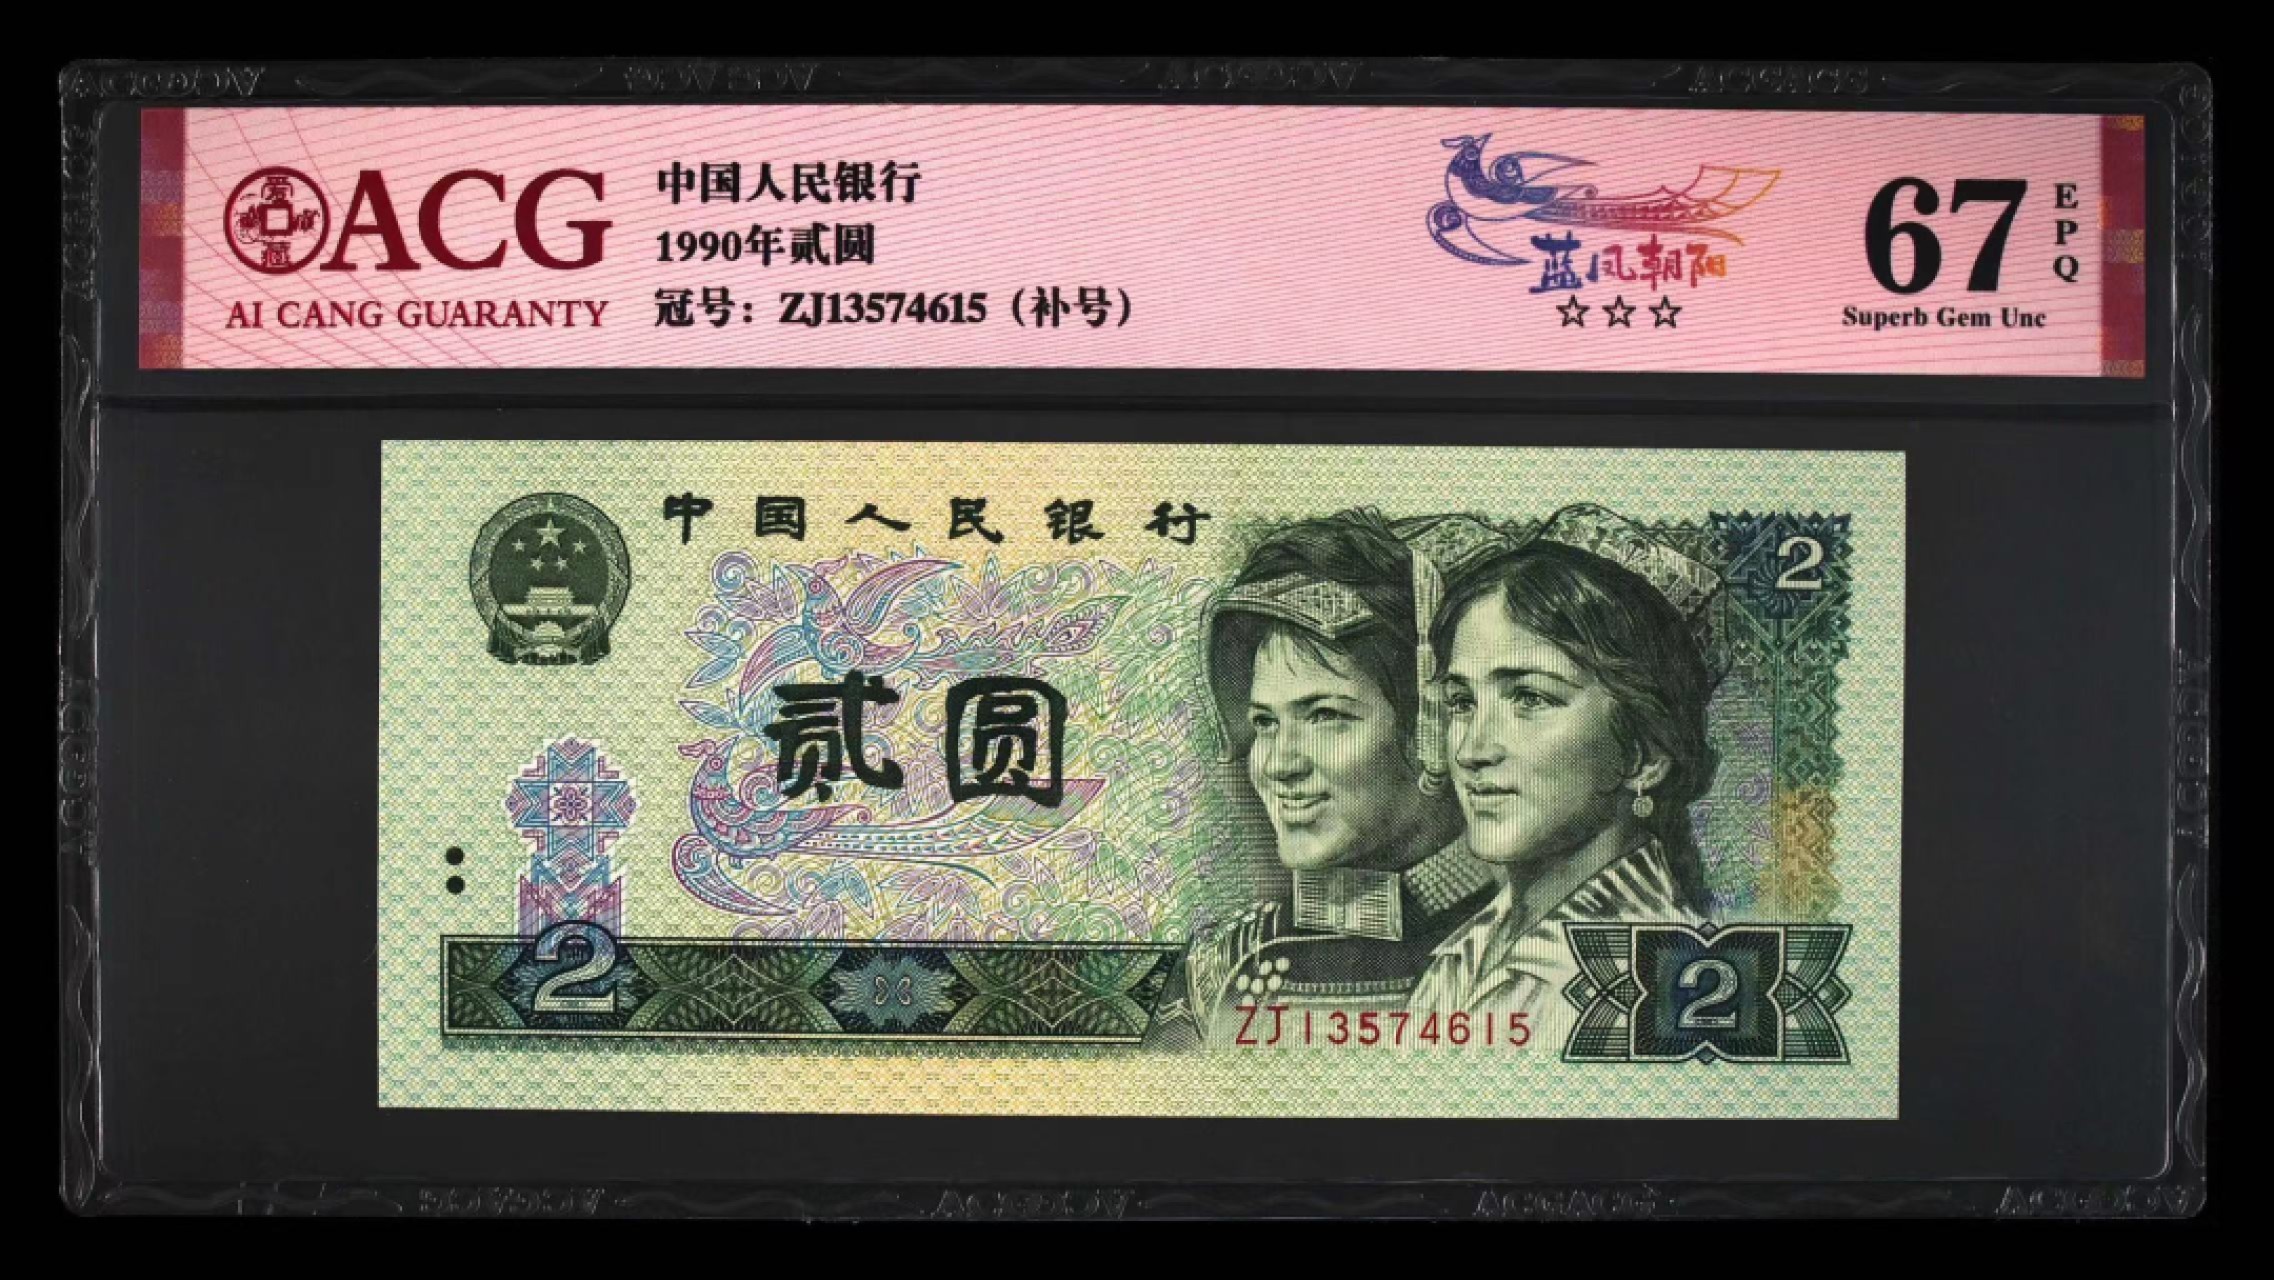 ACG
AI CANG GUARANTY
中国人民银行
1990年贰圆
冠号：ZJ13574615（补号）
蓝凤朝阳
☆☆☆
67
EPQ
Superb Gem Unc
中国人民银行
2
贰圆
2
ZJ13574615
2